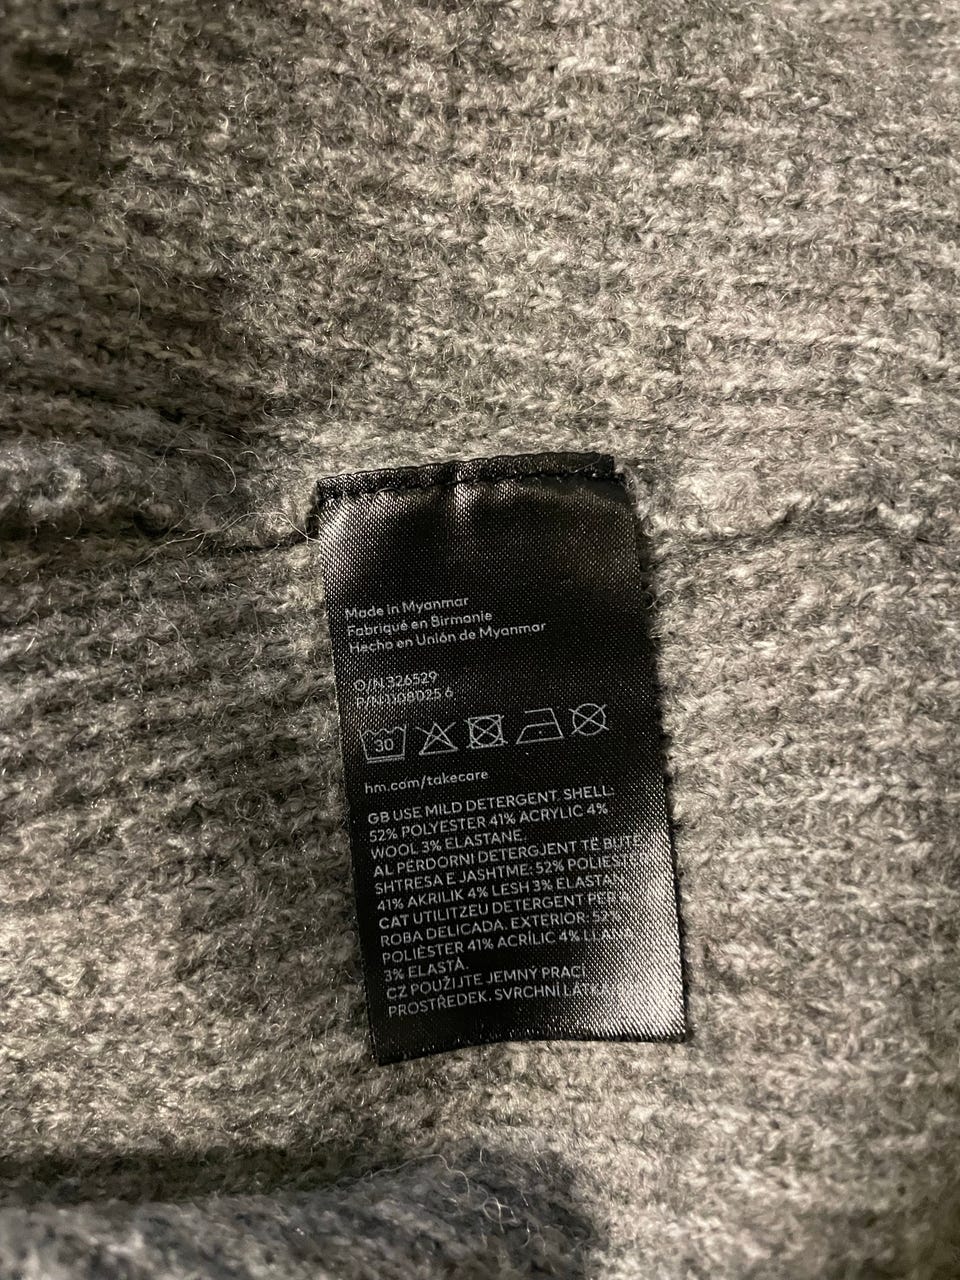 Made in Myanmar
Fabriqué en Birmanie
Hecho en Unión de Myanmar
O/N.326529
30
hm.com/takecare
GB USE MILD DETERGENT. SHELL:
52% POLYESTER 41% ACRYLIC 4%
WOOL 3% ELASTANE.
AL PËRDORNI DETERGJENT TË BUTË.
SHTRESA E JASHTME: 52% POLIESTËR
41% AKRILIK 4% LESH 3% ELASTAN.
CAT UTILITZEU DETERGENT PER A
ROBA DELICADA. EXTERIOR: 52%
POLIÈSTER 41% ACRÍLIC 4% LLANA
3% ELASTÀ.
CZ POUŽIJTE JEMNÝ PRACÍ
PROSTŘEDEK. SVRCHNÍ